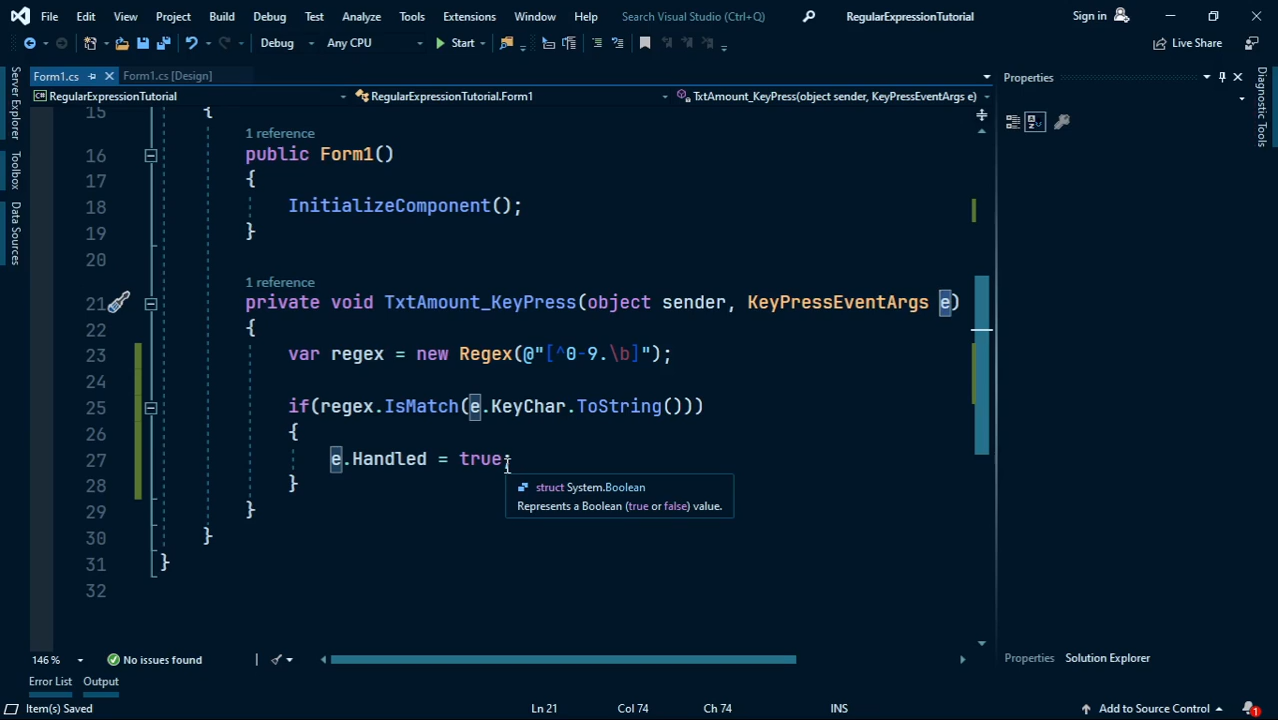 File Edit View Project Build Debug Test Analyze Tools Extensions Window Help Search Visual Studio (Ctrl+Q) RegularExpressionTutorial Sign in
Debug Any CPU Start Live Share
Form1.cs Form1.cs [Design] Properties
RegularExpressionTutorial RegularExpressionTutorial.Form1 TxtAmount_KeyPress(object sender, KeyPressEventArgs e)
Server Explorer
Toolbox
Data Sources
Diagnostic Tools
15 {
1 reference
16 public Form1()
17 {
18 InitializeComponent();
19 }
20
1 reference
21 private void TxtAmount_KeyPress(object sender, KeyPressEventArgs e)
22 {
23 var regex = new Regex(@"[^0-9.\b]");
24
25 if(regex.IsMatch(e.KeyChar.ToString()))
26 {
27 e.Handled = true;
28 }
29 }
30 }
31 }
32
struct System.Boolean
Represents a Boolean (true or false) value.
146 % No issues found Properties Solution Explorer
Error List Output
Item(s) Saved Ln 21 Col 74 Ch 74 INS Add to Source Control 1